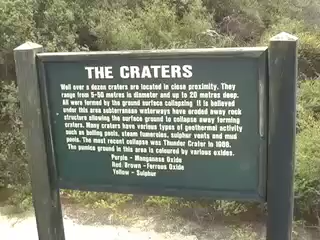 THE CRATERS
Well over a dozen craters are located in close proximity. They
range from 5-50 metres in diameter and up to 20 metres deep.
All were formed by the ground surface collapsing. It is believed
under this area subterranean waterways have eroded away rock
structure allowing the surface ground to collapse away forming
craters. Many craters have various types of geothermal activity
such as boiling pools, steam fumeroles, sulphur vents and mud
pools. The most recent collapse was Thunder Crater in 1968.
The pumice ground in this area is coloured by various oxides.
Purple - Manganese Oxide
Red/Brown - Ferrous Oxide
Yellow - Sulphur